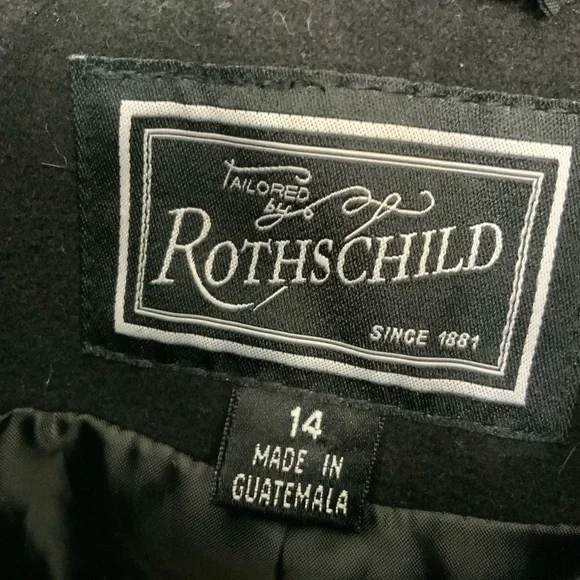 TAILORED
by
ROTHSCHILD
SINCE 1881
14
MADE IN
GUATEMALA